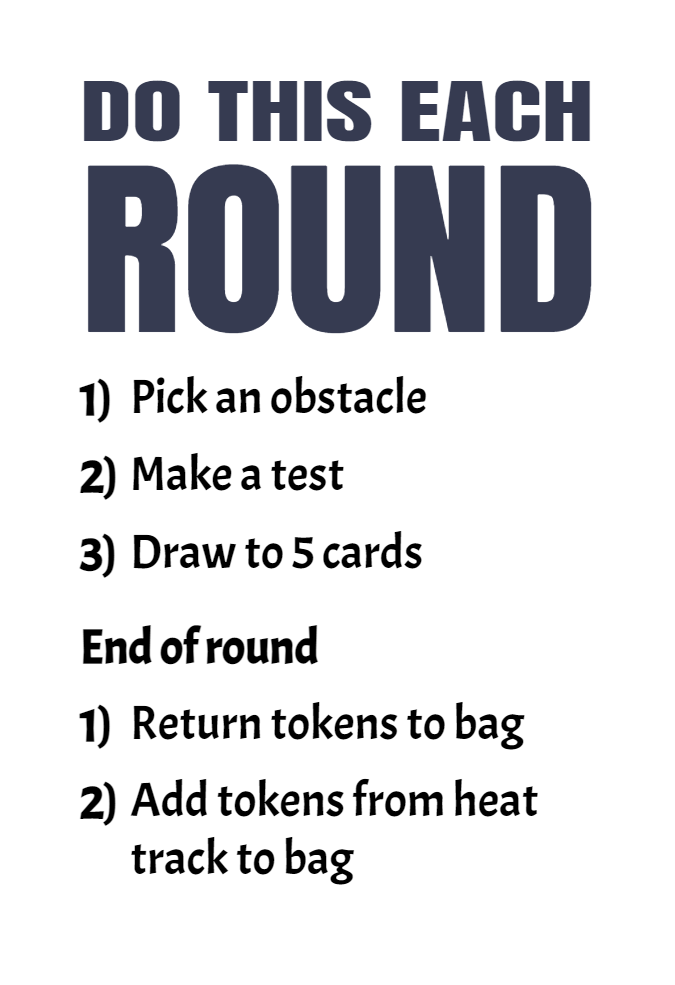 DO THIS EACH
ROUND
1) Pick an obstacle
2) Make a test
3) Draw to 5 cards
End of round
1) Return tokens to bag
2) Add tokens from heat
track to bag